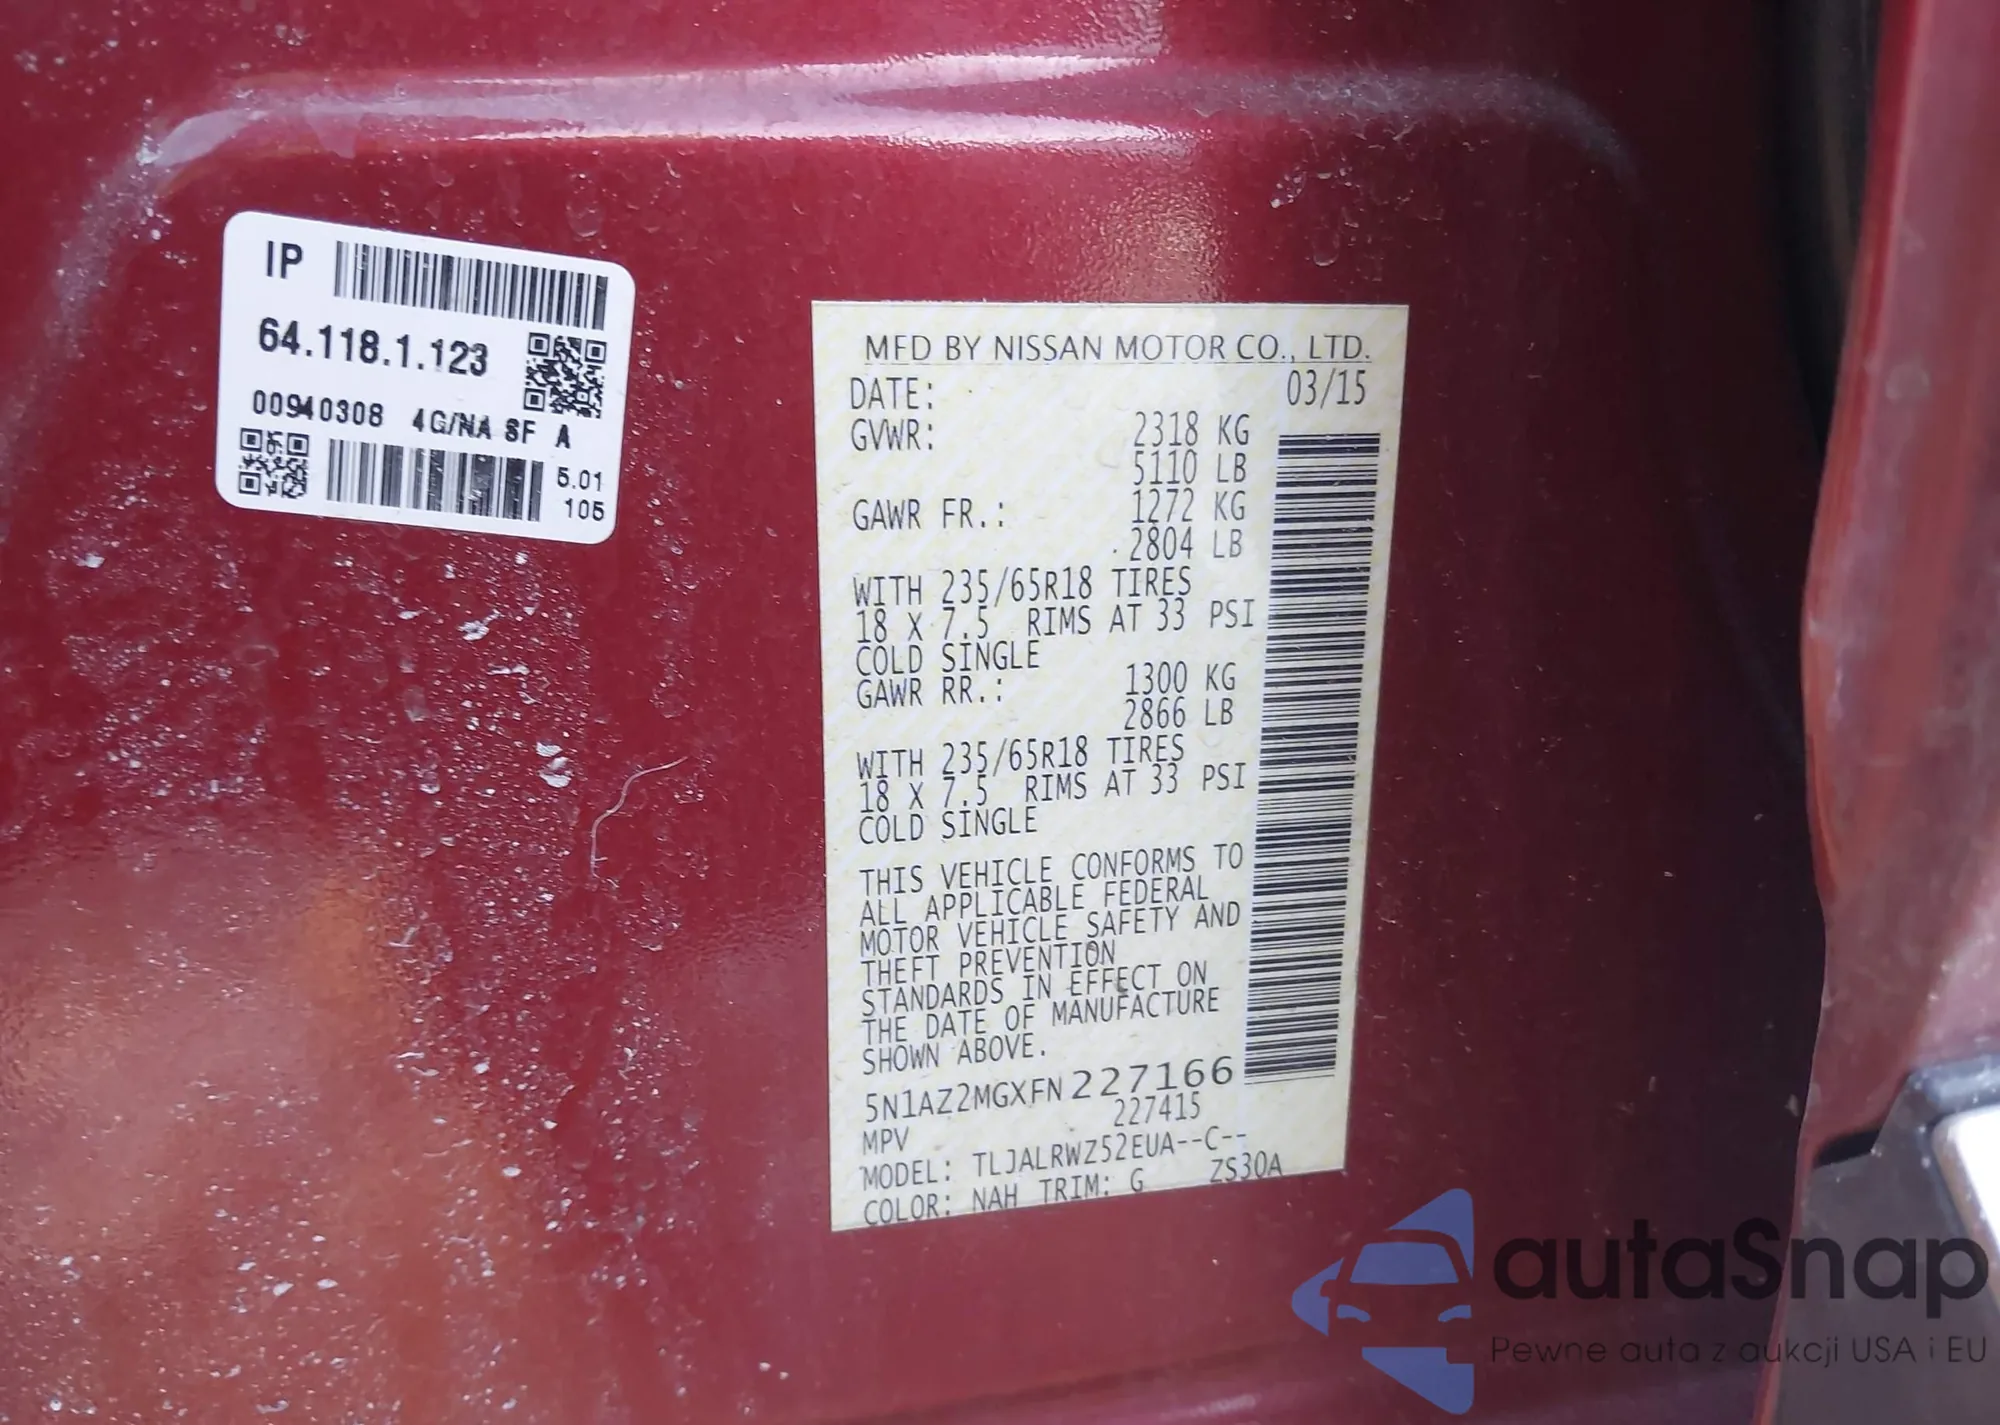 IP
64.118.1.123
00940308 4G/NA SF A
5.01
105
MFD BY NISSAN MOTOR CO., LTD.
DATE: 03/15
GVWR: 2318 KG
5110 LB
GAWR FR.: 1272 KG
2804 LB
WITH 235/65R18 TIRES
18 X 7.5 RIMS AT 33 PSI
COLD SINGLE
GAWR RR.: 1300 KG
2866 LB
WITH 235/65R18 TIRES
18 X 7.5 RIMS AT 33 PSI
COLD SINGLE
THIS VEHICLE CONFORMS TO
ALL APPLICABLE FEDERAL
MOTOR VEHICLE SAFETY AND
THEFT PREVENTION
STANDARDS IN EFFECT ON
THE DATE OF MANUFACTURE
SHOWN ABOVE.
5N1AZ2MGXFN227166
MPV 227415
MODEL: TLJALRWZ52EUA--C--
COLOR: NAH TRIM: G ZS30A
autaSnap
Pewne auta z aukcji USA i EU